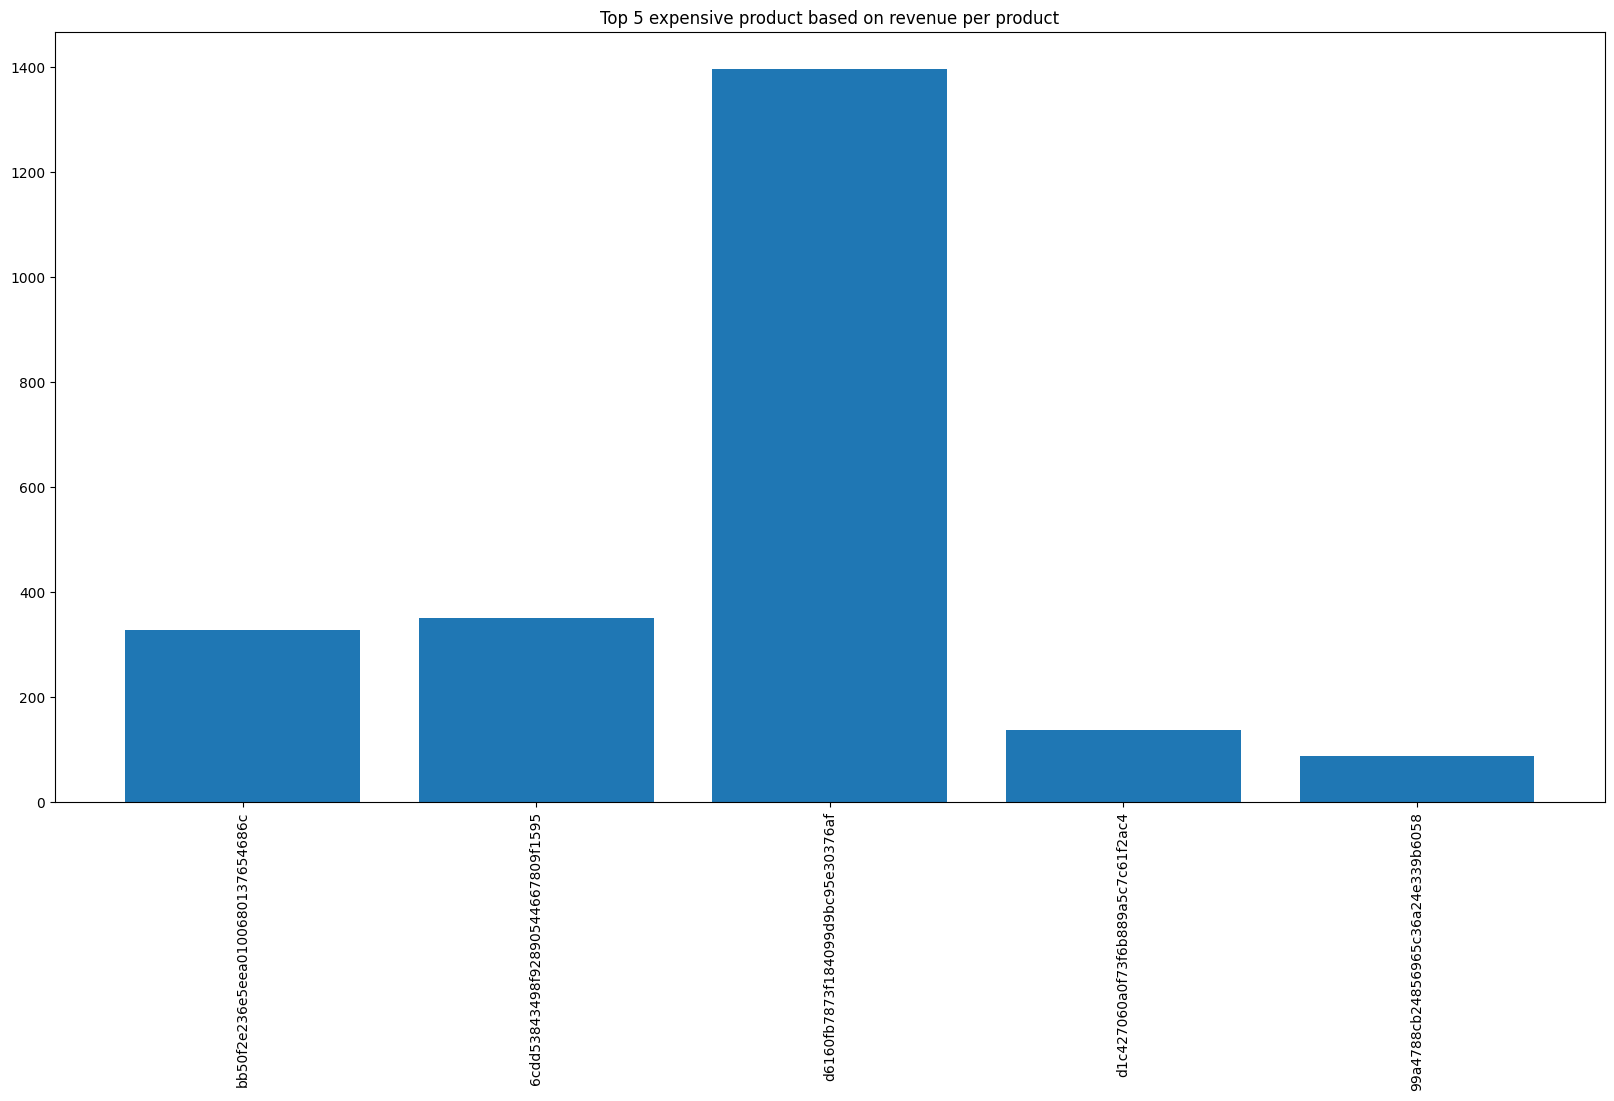 Top 5 expensive product based on revenue per product
1400
1200
1000
800
600
400
200
0
bb50f2e236e5eea0100680137654686c
6cdd53843498f92890544667809f1595
d6160fb7873f184099d9bc95e30376af
d1c427060a0f73f6b889a5c7c61f2ac4
99a4788cb24856965c36a24e339b6058